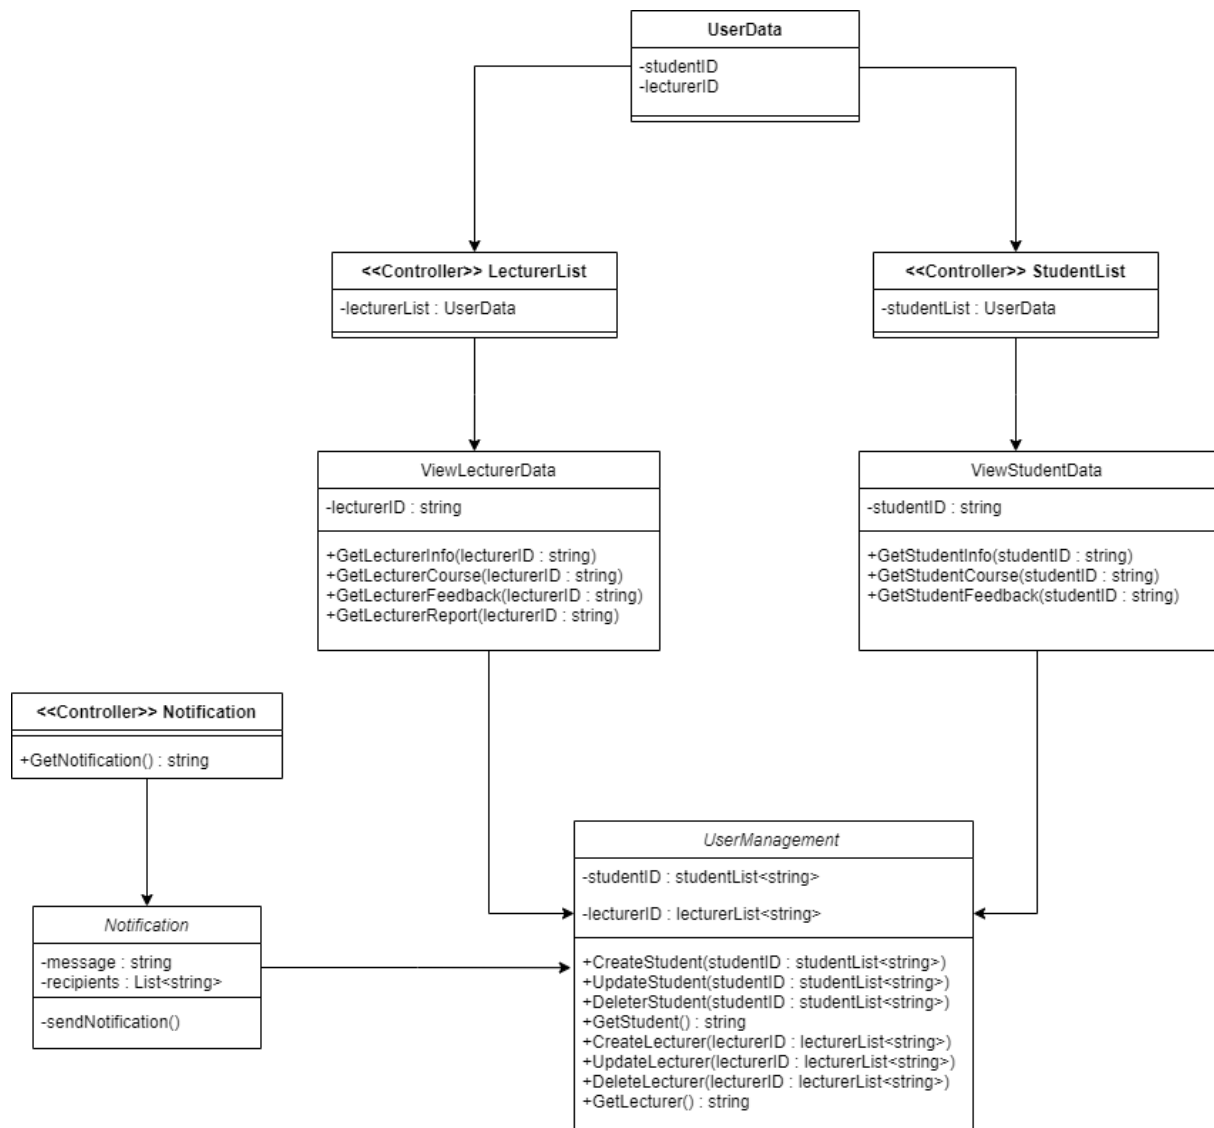 UserData
-studentID
-lecturerID
<<Controller>> LecturerList
-lecturerList : UserData
<<Controller>> StudentList
-studentList : UserData
ViewLecturerData
-lecturerID : string
+GetLecturerInfo(lecturerID : string)
+GetLecturerCourse(lecturerID : string)
+GetLecturerFeedback(lecturerID : string)
+GetLecturerReport(lecturerID : string)
ViewStudentData
-studentID : string
+GetStudentInfo(studentID : string)
+GetStudentCourse(studentID : string)
+GetStudentFeedback(studentID : string)
<<Controller>> Notification
+GetNotification() : string
Notification
-message : string
-recipients : List<string>
-sendNotification()
UserManagement
-studentID : studentList<string>
-lecturerID : lecturerList<string>
+CreateStudent(studentID : studentList<string>)
+UpdateStudent(studentID : studentList<string>)
+DeleterStudent(studentID : studentList<string>)
+GetStudent() : string
+CreateLecturer(lecturerID : lecturerList<string>)
+UpdateLecturer(lecturerID : lecturerList<string>)
+DeleteLecturer(lecturerID : lecturerList<string>)
+GetLecturer() : string